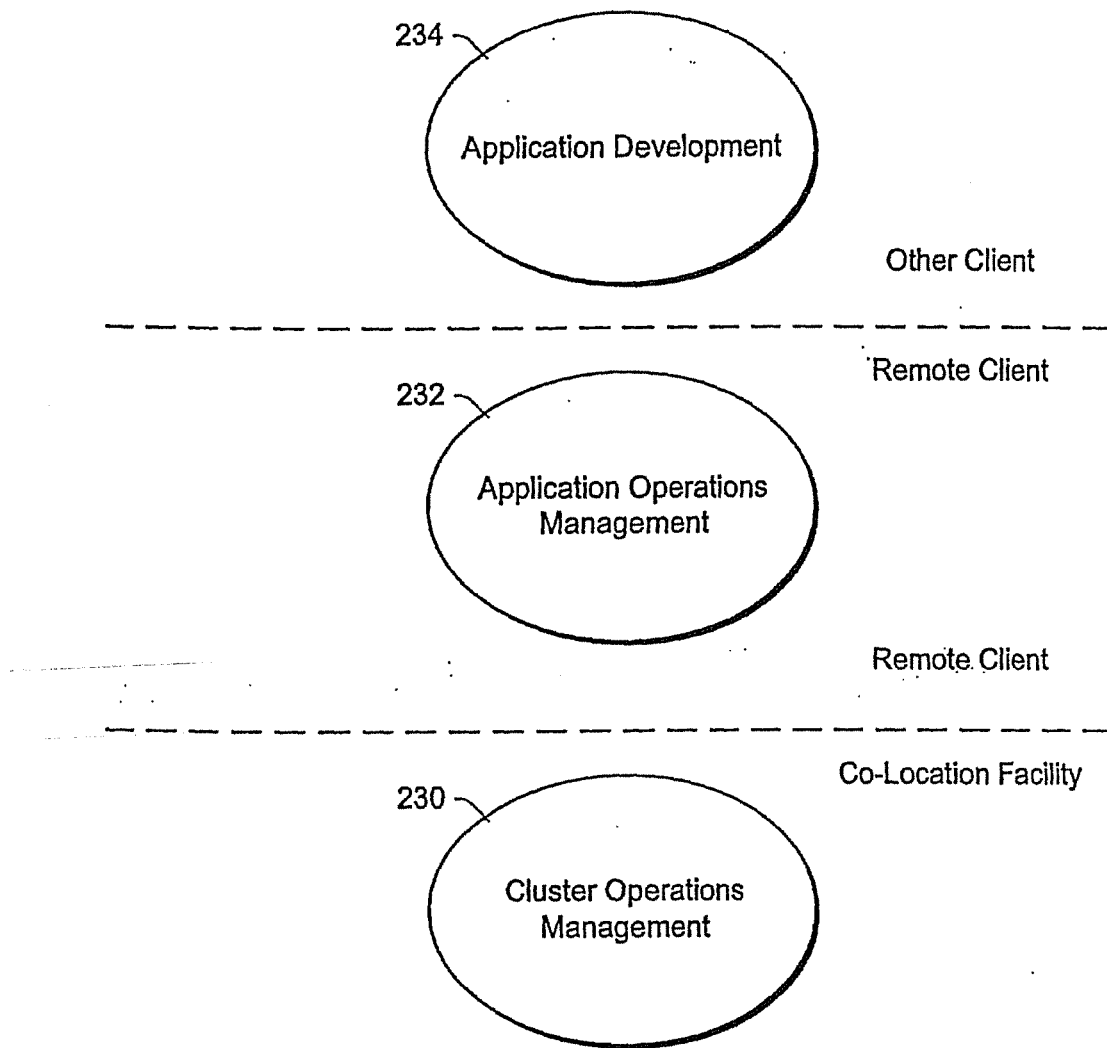 234
Application Development
Other Client
Remote Client
232
Application Operations
Management
Remote Client
Co-Location Facility
230
Cluster Operations
Management